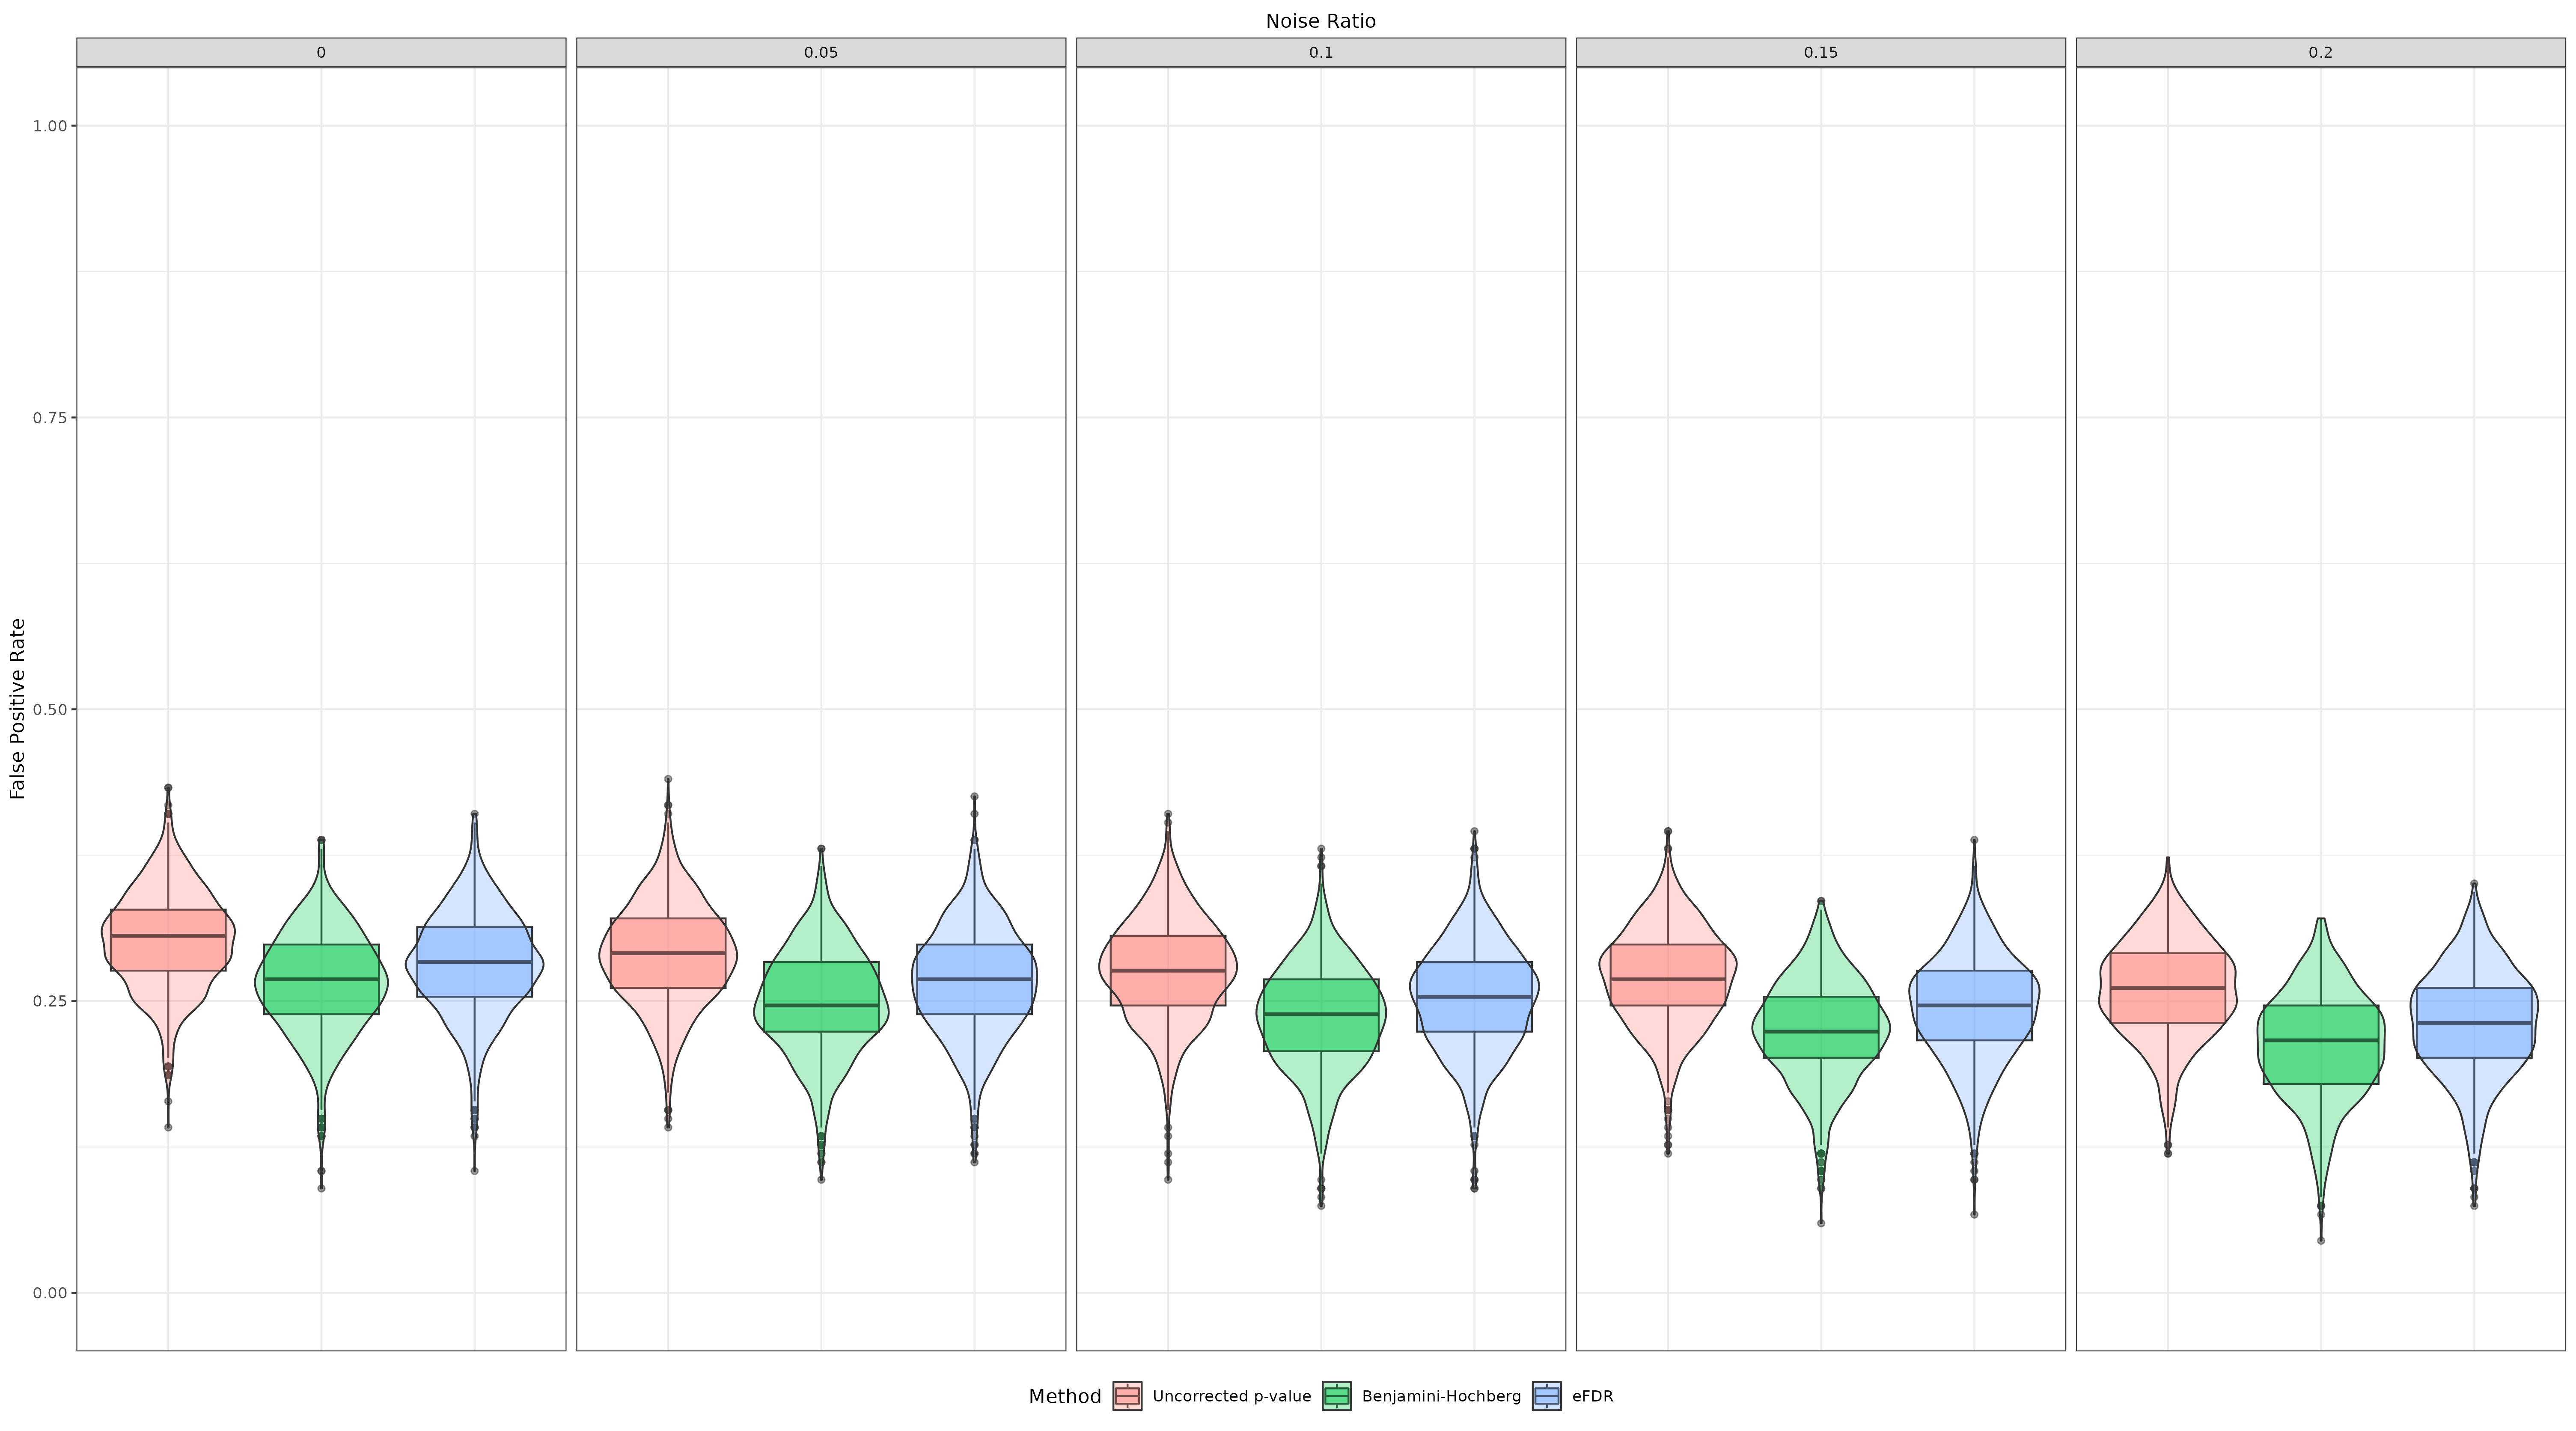 Noise Ratio
0 0.05 0.1 0.15 0.2
1.00
0.75
0.50
0.25
0.00
False Positive Rate
Method Uncorrected p-value Benjamini-Hochberg eFDR